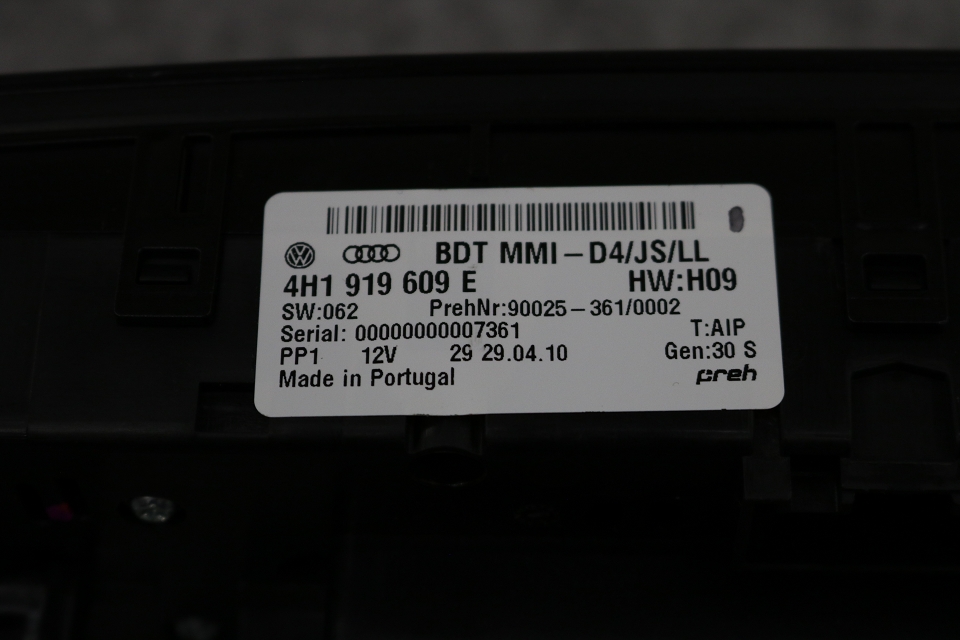 BDT MMI-D4/JS/LL
4H1 919 609 E HW:H09
SW:062 PrehNr:90025-361/0002
Serial: 00000000007361 T:AIP
PP1 12V 29 29.04.10 Gen:30 S
Made in Portugal preh